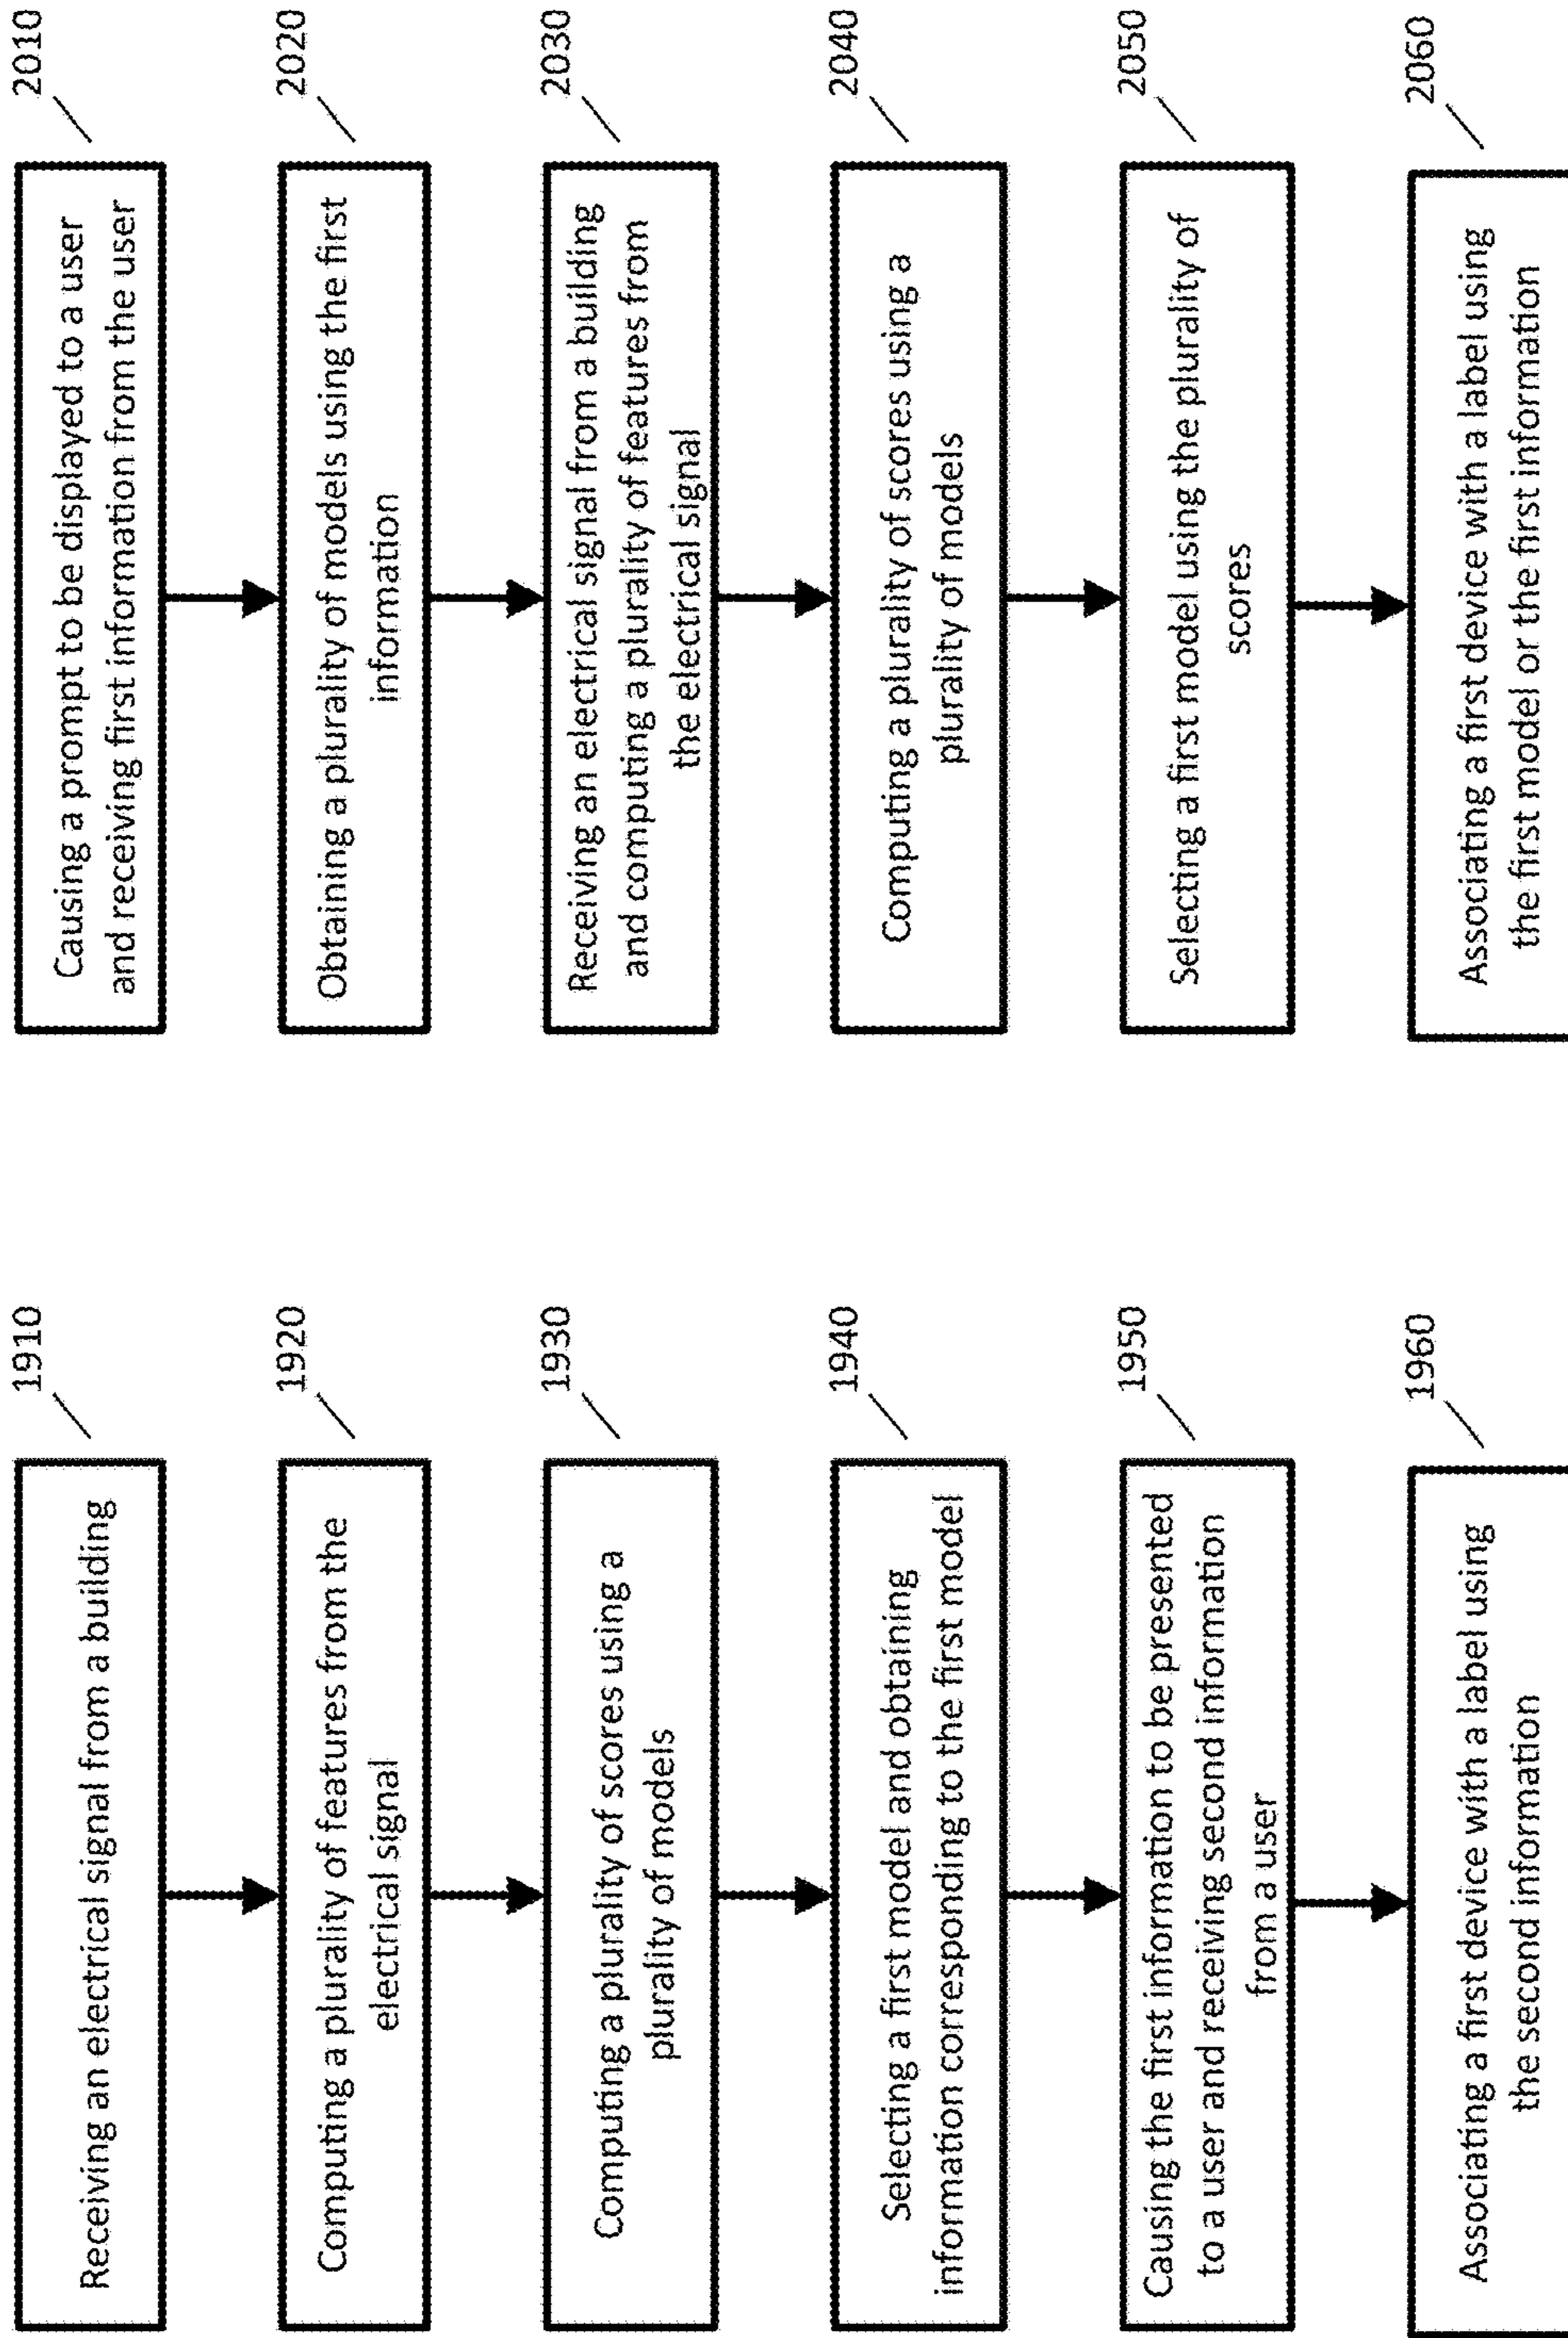 1910
Receiving an electrical signal from a building
1920
Computing a plurality of features from the
electrical signal
1930
Computing a plurality of scores using a
plurality of models
1940
Selecting a first model and obtaining
information corresponding to the first model
1950
Causing the first information to be presented
to a user and receiving second information
from a user
1960
Associating a first device with a label using
the second information
2010
Causing a prompt to be displayed to a user
and receiving first information from the user
2020
Obtaining a plurality of models using the first
information
2030
Receiving an electrical signal from a building
and computing a plurality of features from
the electrical signal
2040
Computing a plurality of scores using a
plurality of models
2050
Selecting a first model using the plurality of
scores
2060
Associating a first device with a label using
the first model or the first information